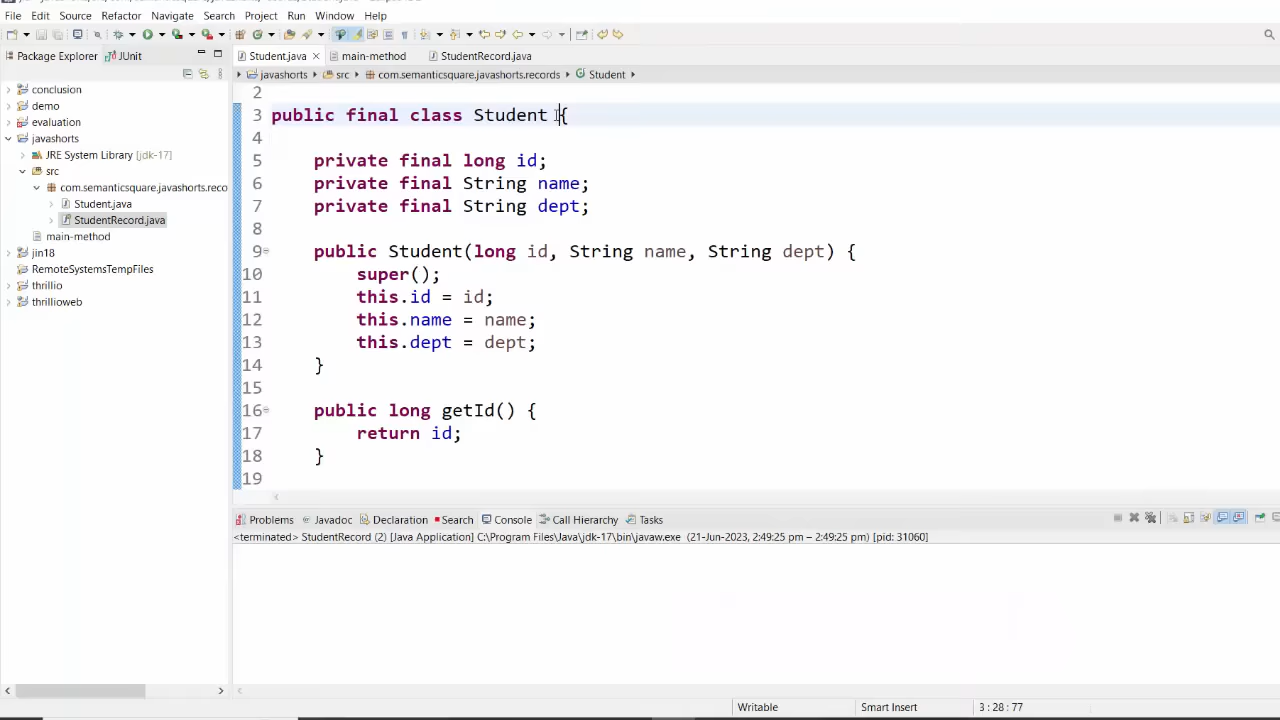 File Edit Source Refactor Navigate Search Project Run Window Help
Package Explorer JUnit
conclusion
demo
evaluation
javashorts
JRE System Library [jdk-17]
src
com.semanticsquare.javashorts.reco
Student.java
StudentRecord.java
main-method
jin18
RemoteSystemsTempFiles
thrillio
thrillioweb
Student.java main-method StudentRecord.java
javashorts src com.semanticsquare.javashorts.records Student
2
3 public final class Student {
4
5 private final long id;
6 private final String name;
7 private final String dept;
8
9 public Student(long id, String name, String dept) {
10 super();
11 this.id = id;
12 this.name = name;
13 this.dept = dept;
14 }
15
16 public long getId() {
17 return id;
18 }
19
Problems Javadoc Declaration Search Console Call Hierarchy Tasks
<terminated> StudentRecord (2) [Java Application] C:\Program Files\Java\jdk-17\bin\javaw.exe (21-Jun-2023, 2:49:25 pm – 2:49:25 pm) [pid: 31060]
Writable Smart Insert 3 : 28 : 77